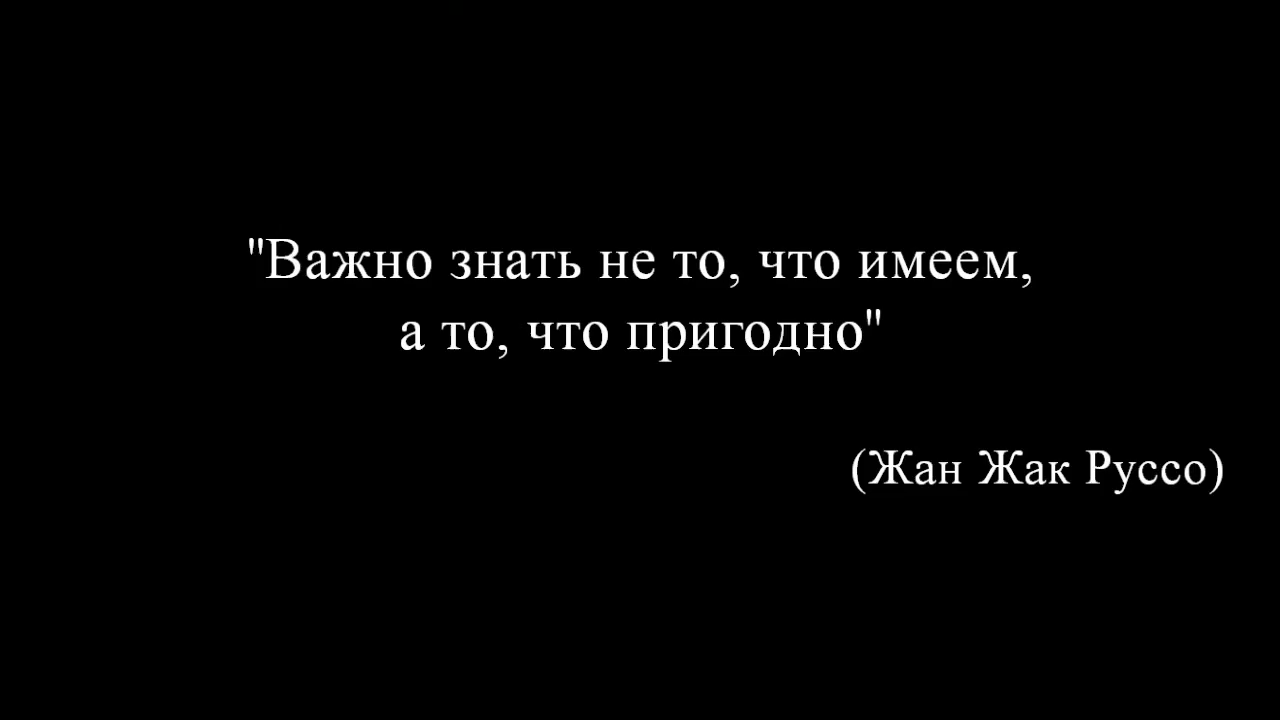 "Важно знать не то, что имеем,
а то, что пригодно"
(Жан Жак Руссо)